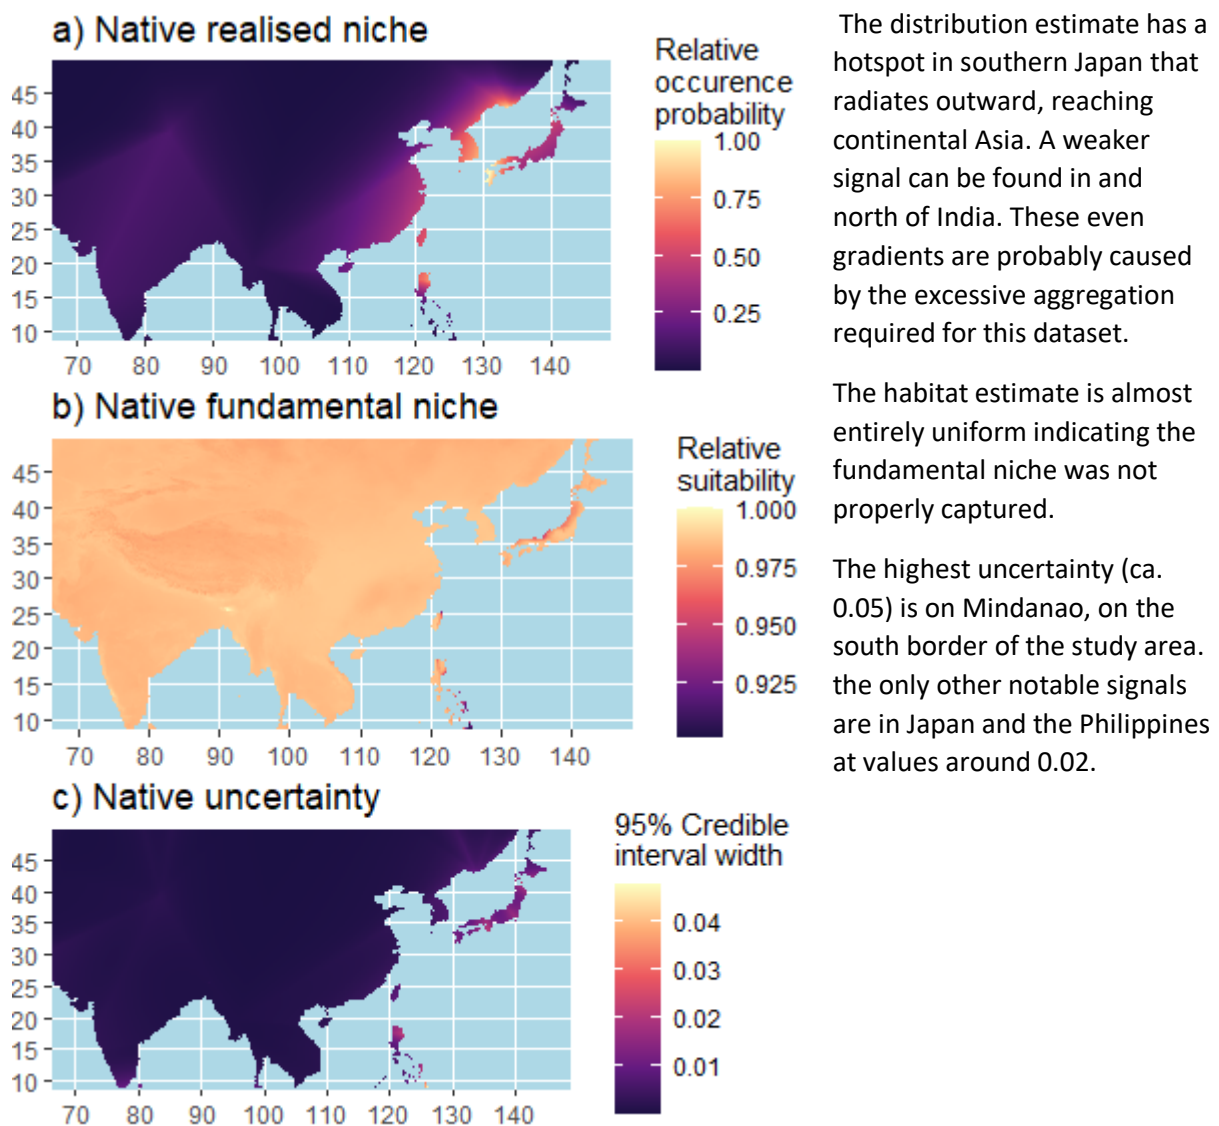 a) Native realised niche
Relative
occurence
probability
1.00
0.75
0.50
0.25
45
40
35
30
25
20
15
10
70 80 90 100 110 120 130 140
b) Native fundamental niche
Relative
suitability
1.000
0.975
0.950
0.925
45
40
35
30
25
20
15
10
70 80 90 100 110 120 130 140
c) Native uncertainty
95% Credible
interval width
0.04
0.03
0.02
0.01
45
40
35
30
25
20
15
10
70 80 90 100 110 120 130 140
The distribution estimate has a
hotspot in southern Japan that
radiates outward, reaching
continental Asia. A weaker
signal can be found in and
north of India. These even
gradients are probably caused
by the excessive aggregation
required for this dataset.
The habitat estimate is almost
entirely uniform indicating the
fundamental niche was not
properly captured.
The highest uncertainty (ca.
0.05) is on Mindanao, on the
south border of the study area.
the only other notable signals
are in Japan and the Philippines
at values around 0.02.